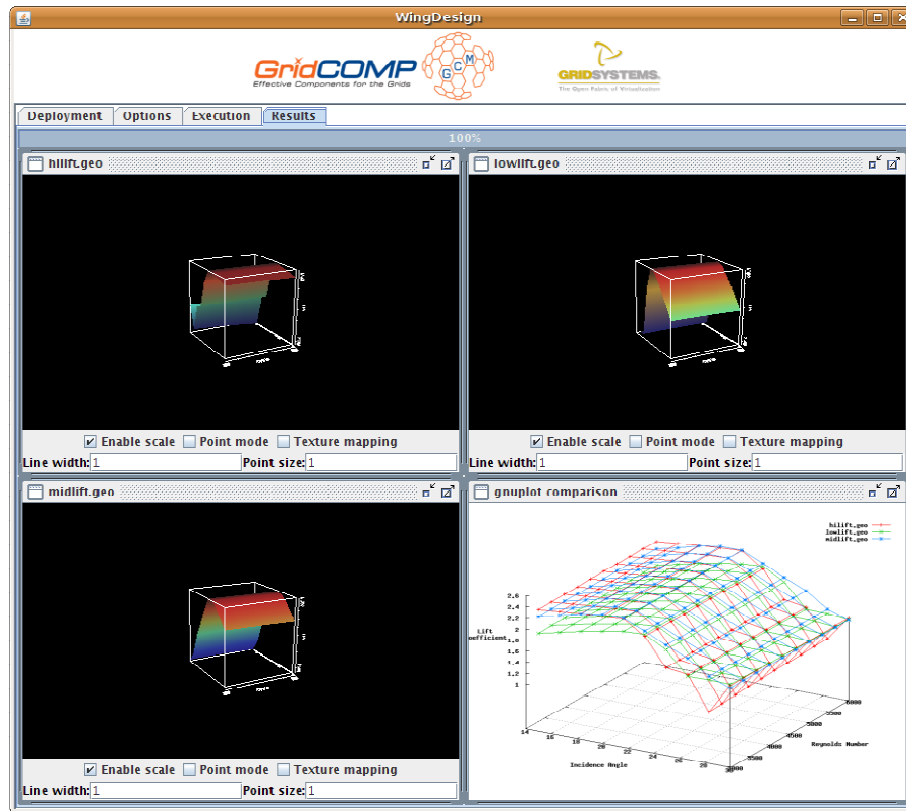 WingDesign
GridCOMP
Effective Components for the Grids
GCM
GRIDSYSTEMS.
The Open Fabric of Virtualization
Deployment Options Execution Results
100%
hilift.geo
lowlift.geo
Enable scale Point mode Texture mapping
Line width: 1 Point size: 1
Enable scale Point mode Texture mapping
Line width: 1 Point size: 1
midlift.geo
gnuplot comparison
Enable scale Point mode Texture mapping
Line width: 1 Point size: 1
hilift.geo
lowlift.geo
midlift.geo
2,6
2,4
2,2
2
1,8
1,6
1,4
1,2
1
Lift
oefficient
14 16 18 20 22 24 26 28 30
Incidence Angle
3000 3500 4000 4500 5000 5500 6000
Reynolds Number